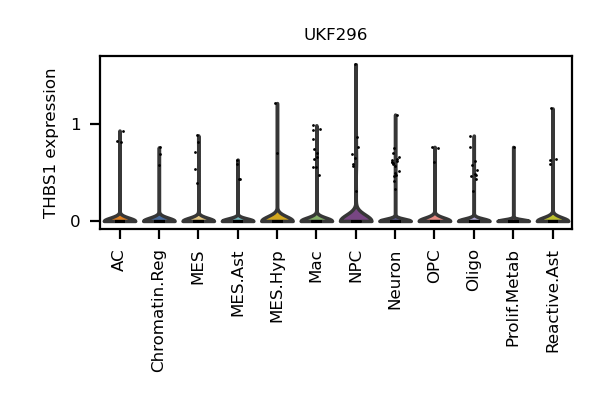 UKF296
THBS1 expression
1
0
AC
Chromatin.Reg
MES
MES.Ast
MES.Hyp
Mac
NPC
Neuron
OPC
Oligo
Prolif.Metab
Reactive.Ast